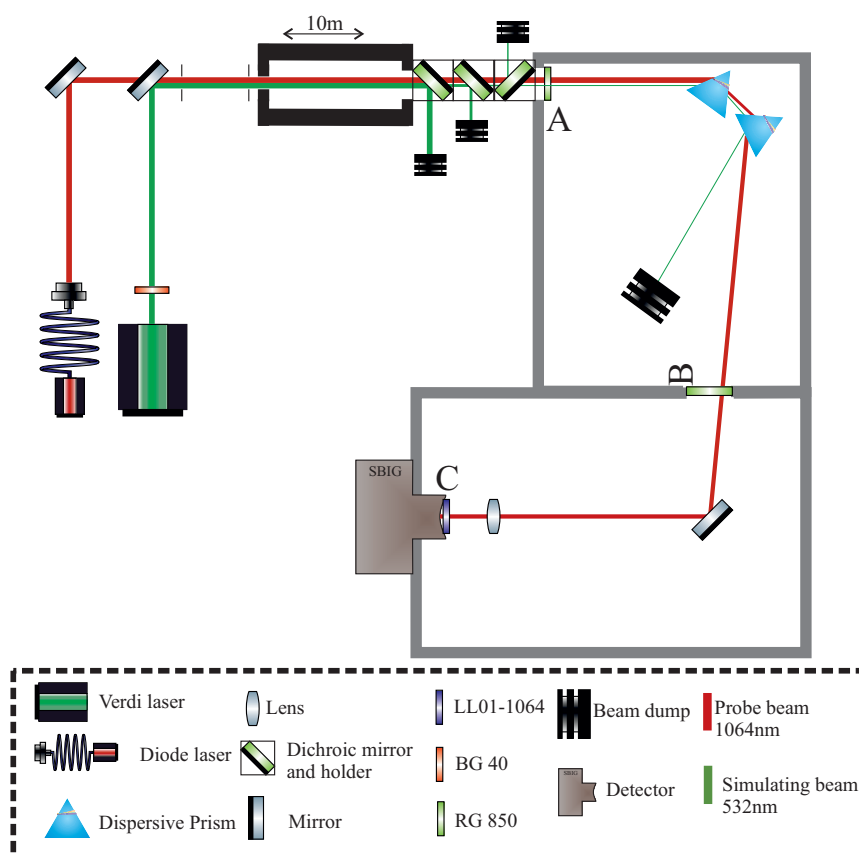 10m
A
B
SBIG
C
Verdi laser
Lens
LL01-1064
Beam dump
Probe beam
1064nm
Diode laser
Dichroic mirror
and holder
BG 40
SBIG
Detector
Simulating beam
532nm
Dispersive Prism
Mirror
RG 850